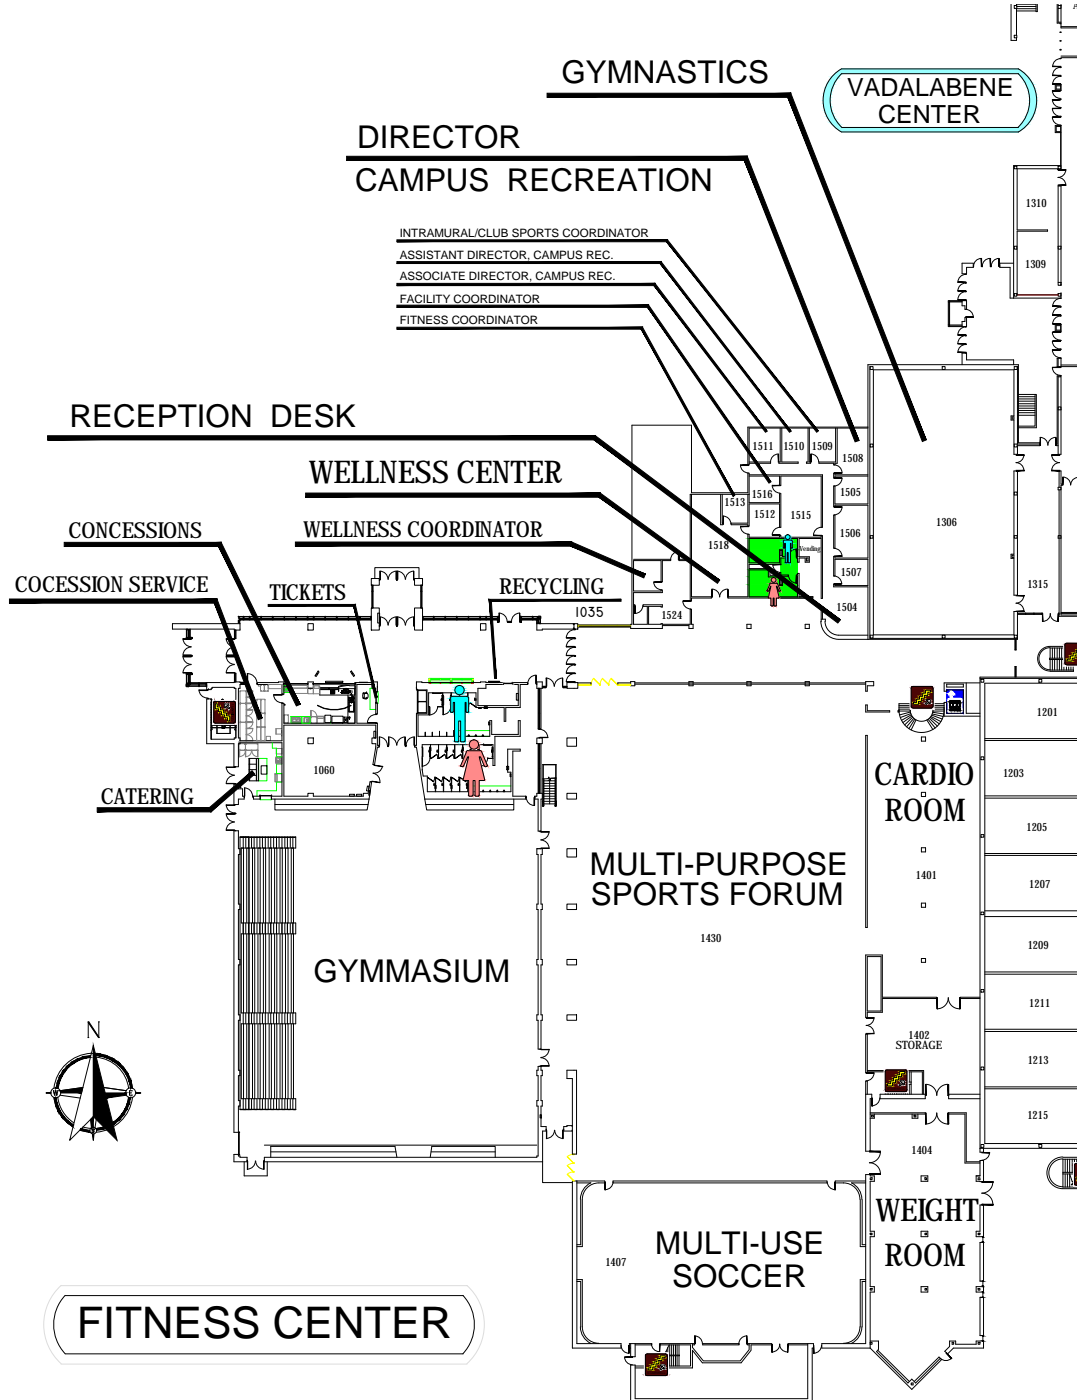 GYMNASTICS
VADALABENE
CENTER
DIRECTOR
CAMPUS RECREATION
INTRAMURAL/CLUB SPORTS COORDINATOR
ASSISTANT DIRECTOR, CAMPUS REC.
ASSOCIATE DIRECTOR, CAMPUS REC.
FACILITY COORDINATOR
FITNESS COORDINATOR
1310
1309
RECEPTION DESK
WELLNESS CENTER
WELLNESS COORDINATOR
CONCESSIONS
COCESSION SERVICE
TICKETS
RECYCLING
CATERING
1511
1510
1509
1508
1516
1513
1512
1515
1505
1506
1507
1504
1518
Vending
1524
1306
1315
1035
1060
1201
1203
1205
1207
1209
1211
1213
1215
CARDIO
ROOM
1401
MULTI-PURPOSE
SPORTS FORUM
1430
GYMMASIUM
1402
STORAGE
N
W
E
1404
WEIGHT
ROOM
1407
MULTI-USE
SOCCER
FITNESS CENTER